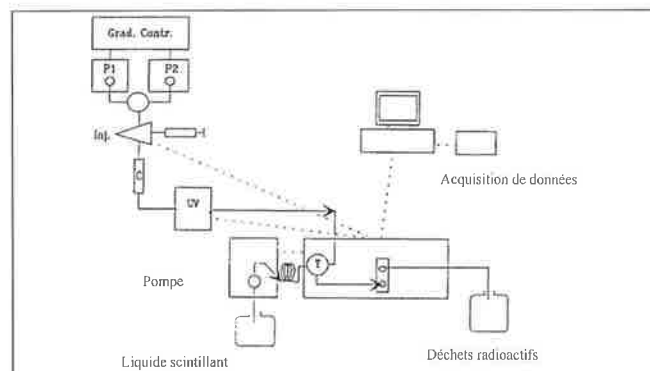 Grad. Contr.
P1
P2
Inj.
C
UV
Acquisition de données
T
Pompe
Liquide scintillant
Déchets radioactifs